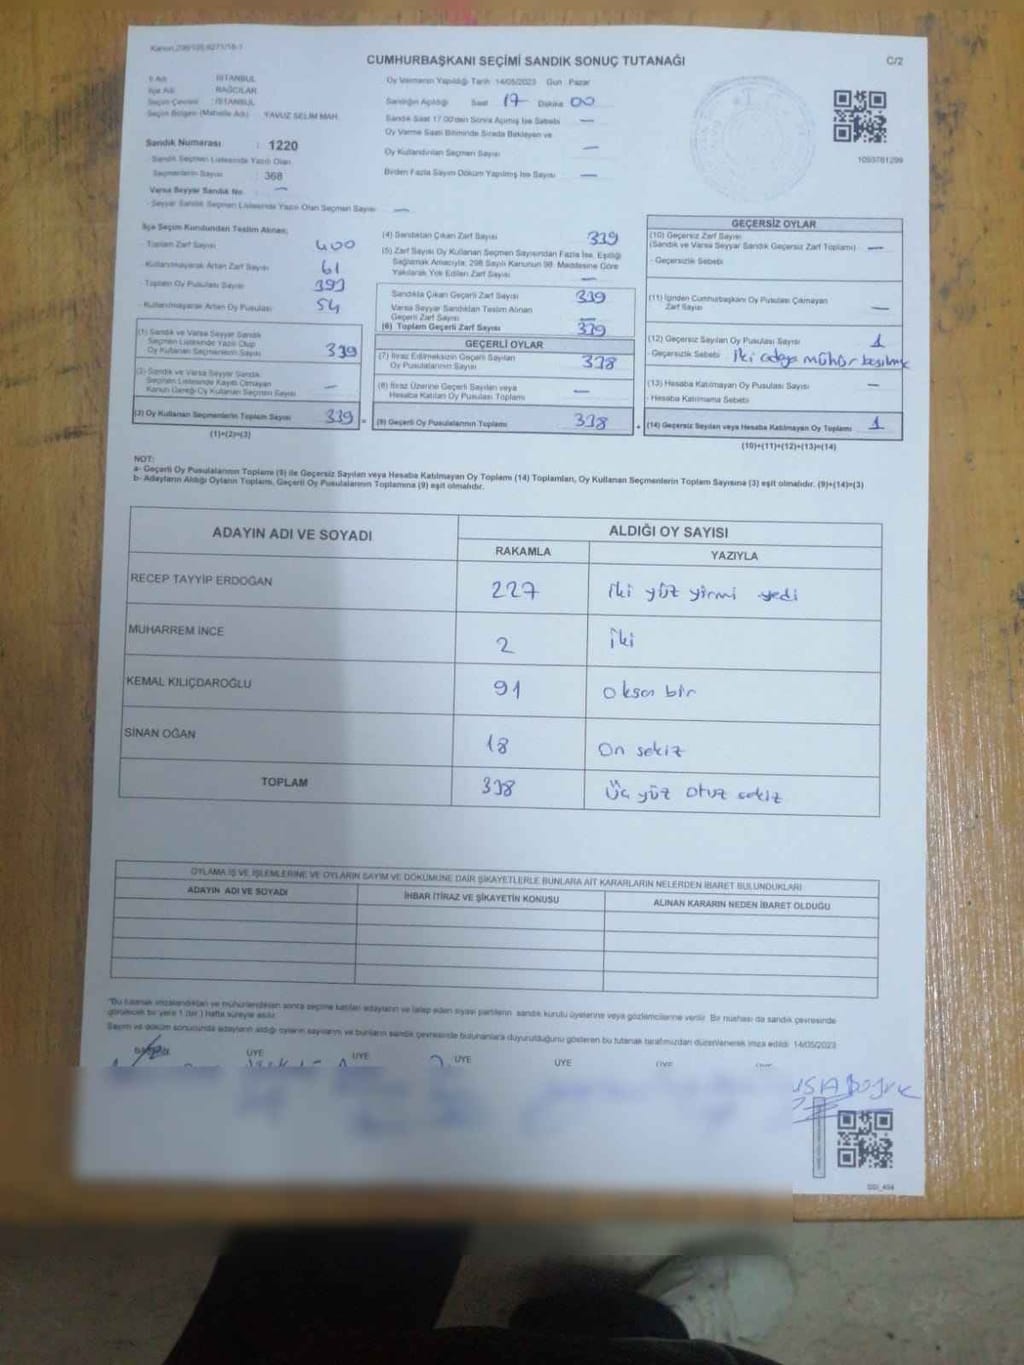 Kanun,298/105;6271/18-1
CUMHURBAŞKANI SEÇİMİ SANDIK SONUÇ TUTANAĞI
C/2
İl Adı : İSTANBUL
İlçe Adı : BAĞCILAR
Seçim Çevresi : İSTANBUL
Seçim Bölgesi (Mahalle Adı) : YAVUZ SELİM MAH.
Sandık Numarası : 1220
Sandık Seçmen Listesinde Yazılı Olan
Seçmenlerin Sayısı 368
Varsa Seyyar Sandık No —
Seyyar Sandık Seçmen Listesinde Yazılı Olan Seçmen Sayısı —
Oy Vermenin Yapıldığı Tarih 14/05/2023 Gün Pazar
Sandığın Açıldığı Saat 17 Dakika 00
Sandık Saat 17.00'den Sonra Açılmış İse Sebebi —
Oy Verme Saati Bitiminde Sırada Bekleyen ve
Oy Kullandırılan Seçmen Sayısı —
Birden Fazla Sayım Döküm Yapılmış İse Sayısı —
1093781299
İlçe Seçim Kurulundan Teslim Alınan;
- Toplam Zarf Sayısı 400
- Kullanılmayarak Artan Zarf Sayısı 61
- Toplam Oy Pusulası Sayısı 393
- Kullanılmayarak Artan Oy Pusulası 54
(1) Sandık ve Varsa Seyyar Sandık
Seçmen Listesinde Yazılı Olup
Oy Kullanan Seçmenlerin Sayısı 339
(2) Sandık ve Varsa Seyyar Sandık
Seçmen Listesinde Kayıtlı Olmayan
Kanun Gereği Oy Kullanan Seçmen Sayısı —
(3) Oy Kullanan Seçmenlerin Toplam Sayısı 339 =
(1)+(2)=(3)
(4) Sandıktan Çıkan Zarf Sayısı 339
(5) Zarf Sayısı Oy Kullanan Seçmen Sayısından Fazla İse, Eşitliği
Sağlamak Amacıyla; 298 Sayılı Kanunun 98. Maddesine Göre
Yakılarak Yok Edilen Zarf Sayısı —
Sandıkta Çıkan Geçerli Zarf Sayısı 339
Varsa Seyyar Sandıktan Teslim Alınan
Geçerli Zarf Sayısı —
(6) Toplam Geçerli Zarf Sayısı 339
GEÇERLİ OYLAR
(7) İtiraz Edilmeksizin Geçerli Sayılan
Oy Pusulalarının Sayısı 338
(8) İtiraz Üzerine Geçerli Sayılan veya
Hesaba Katılan Oy Pusulası Toplamı —
(9) Geçerli Oy Pusulalarının Toplamı 338 +
GEÇERSİZ OYLAR
(10) Geçersiz Zarf Sayısı
(Sandık ve Varsa Seyyar Sandık Geçersiz Zarf Toplamı) —
- Geçersizlik Sebebi
(11) İçinden Cumhurbaşkanı Oy Pusulası Çıkmayan
Zarf Sayısı —
(12) Geçersiz Sayılan Oy Pusulası Sayısı 1
- Geçersizlik Sebebi İki adaya mühür
(13) Hesaba Katılmayan Oy Pusulası Sayısı —
- Hesaba Katılmama Sebebi
(14) Geçersiz Sayılan veya Hesaba Katılmayan Oy Toplamı 1
(10)+(11)+(12)+(13)=(14)
NOT:
a- Geçerli Oy Pusulalarının Toplamı (9) ile Geçersiz Sayılan veya Hesaba Katılmayan Oy Toplamı (14) Toplamları, Oy Kullanan Seçmenlerin Toplam Sayısına (3) eşit olmalıdır. (9)+(14)=(3)
b- Adayların Aldığı Oyların Toplamı, Geçerli Oy Pusulalarının Toplamına (9) eşit olmalıdır.
ADAYIN ADI VE SOYADI
ALDIĞI OY SAYISI
RAKAMLA YAZIYLA
RECEP TAYYİP ERDOĞAN 227 iki yüz yirmi yedi
MUHARREM İNCE 2 iki
KEMAL KILIÇDAROĞLU 91 Doksan bir
SİNAN OĞAN 18 On sekiz
TOPLAM 338 Üç yüz otuz sekiz
OYLAMA İŞ VE İŞLEMLERİNE VE OYLARIN SAYIM VE DÖKÜMÜNE DAİR ŞİKAYETLERLE BUNLARA AİT KARARLARIN NELERDEN İBARET BULUNDUKLARI
ADAYIN ADI VE SOYADI İHBAR İTİRAZ VE ŞİKAYETİN KONUSU ALINAN KARARIN NEDEN İBARET OLDUĞU
"Bu tutanak imzalandıktan ve mühürlendikten sonra seçime katılan adayların ve talep eden siyasi partilerin sandık kurulu üyelerine veya gözlemcilerine verilir. Bir nüshası da sandık çevresinde
görülecek bir yere 1 (bir) hafta süreyle asılır.
Sayım ve döküm sonucunda adayların aldığı oyların sayılarını ve bunların sandık çevresinde bulunanlara duyurulduğunu gösteren bu tutanak tarafımızdan düzenlenerek imza edildi. 14/05/2023
ÜYE ÜYE ÜYE ÜYE